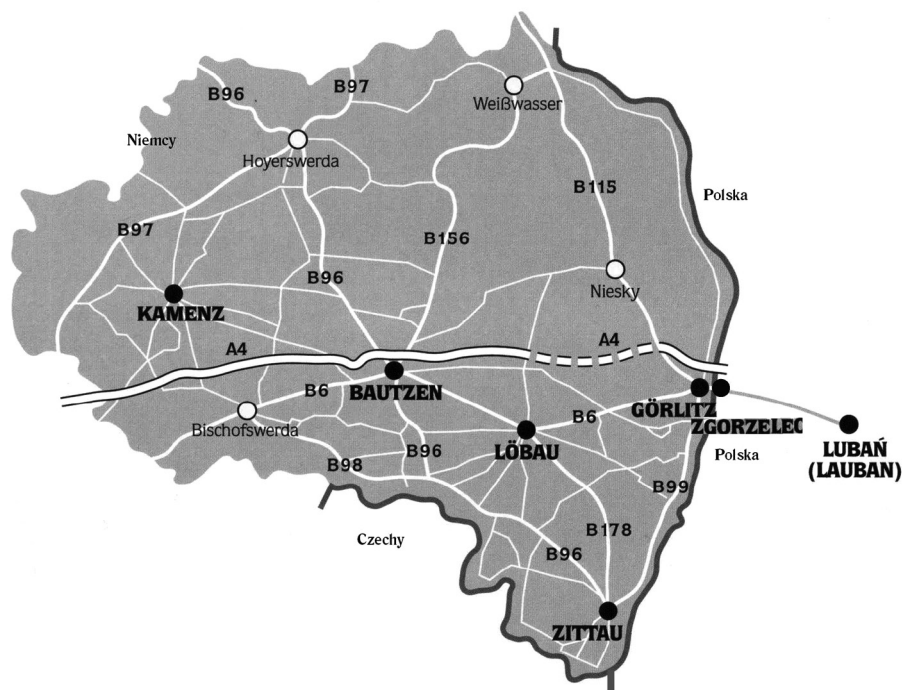 B97
B96
Weißwasser
Niemcy
Hoyerswerda
B115
Polska
B97
B156
B96
Niesky
KAMENZ
A4
A4
BAUTZEN
B6
GÖRLITZ
B6
ZGORZELEC
Bischofswerda
LÖBAU
B96
LUBAŃ
(LAUBAN)
Polska
B98
B99
B178
Czechy
B96
ZITTAU